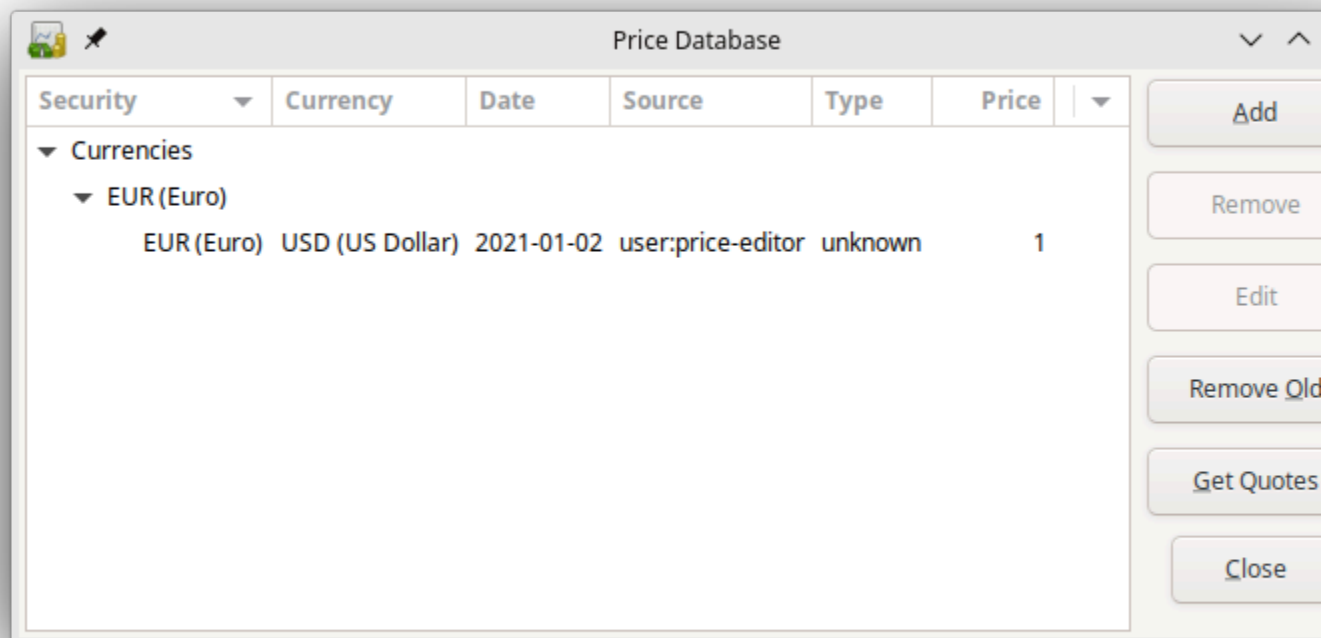 Price Database
Security Currency Date Source Type Price
Add
Currencies
Remove
EUR (Euro)
EUR (Euro) USD (US Dollar) 2021-01-02 user:price-editor unknown 1
Edit
Remove Old
Get Quotes
Close